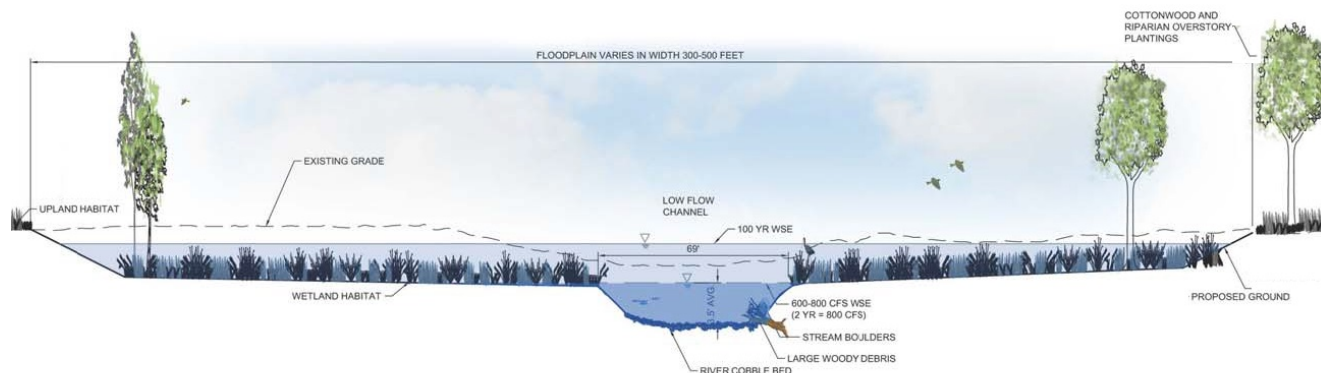 COTTONWOOD AND
RIPARIAN OVERSTORY
PLANTINGS
FLOODPLAIN VARIES IN WIDTH 300-500 FEET
EXISTING GRADE
UPLAND HABITAT
LOW FLOW
CHANNEL
100 YR WSE
69'
WETLAND HABITAT
600-800 CFS WSE
(2 YR = 800 CFS)
PROPOSED GROUND
AVG
STREAM BOULDERS
LARGE WOODY DEBRIS
RIVER COBBLE BED